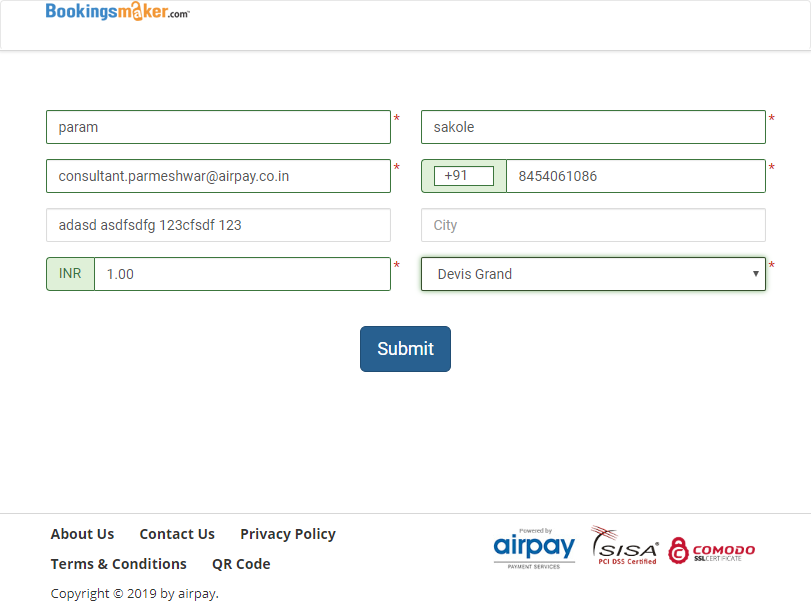 Bookingsmaker.com™
param * sakole *
consultant.parmeshwar@airpay.co.in * +91 8454061086 *
adasd asdfsdfg 123cfsdf 123 City
INR 1.00 * Devis Grand ▾ *
Submit
About Us Contact Us Privacy Policy
Terms & Conditions QR Code
Copyright © 2019 by airpay.
Powered by
airpay
PAYMENT SERVICES
SISA®
PCI DSS Certified
COMODO
SSL CERTIFICATE